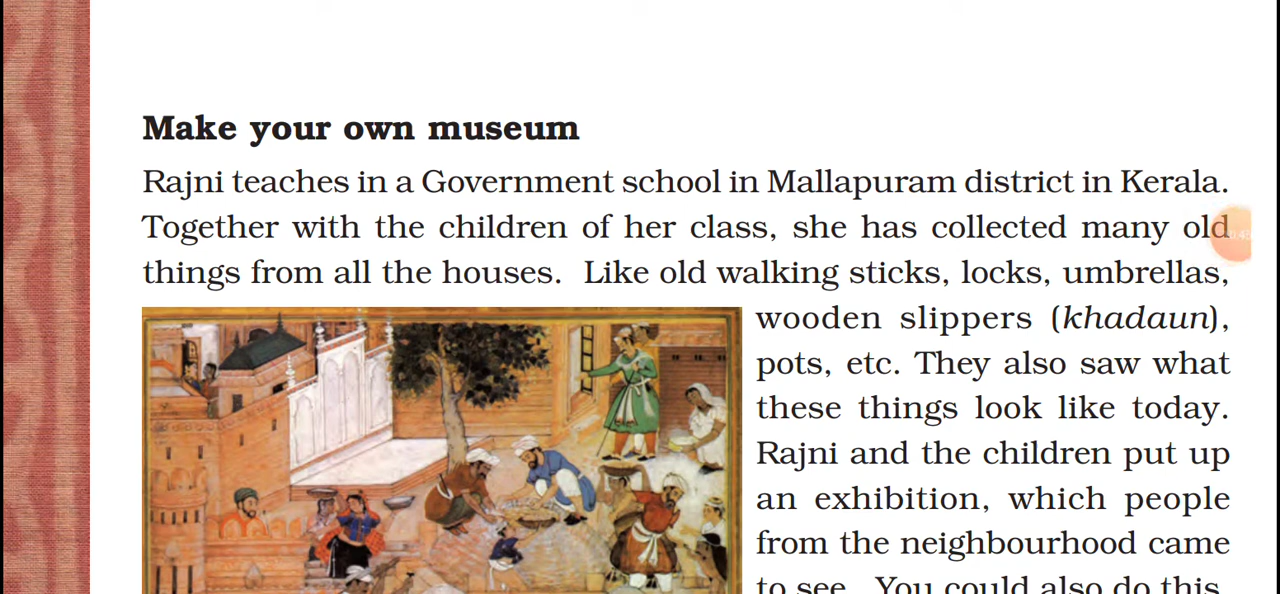 Make your own museum
Rajni teaches in a Government school in Mallapuram district in Kerala.
Together with the children of her class, she has collected many old
things from all the houses. Like old walking sticks, locks, umbrellas,
wooden slippers (khadaun),
pots, etc. They also saw what
these things look like today.
Rajni and the children put up
an exhibition, which people
from the neighbourhood came
to see. You could also do this.